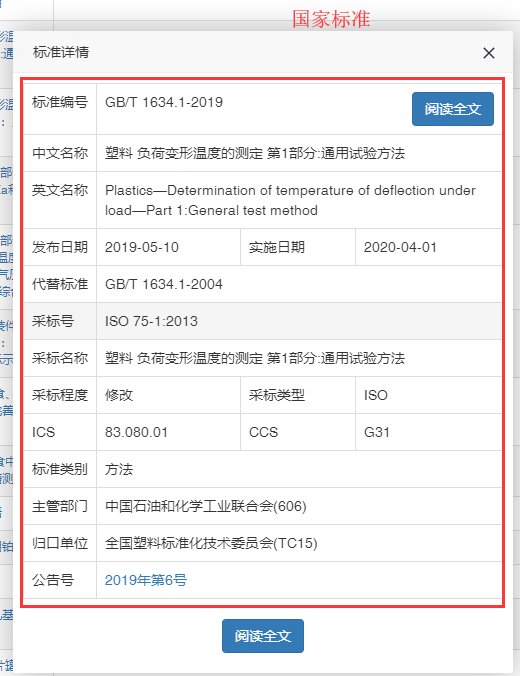 国家标准
标准详情
标准编号 GB/T 1634.1-2019 阅读全文
中文名称 塑料 负荷变形温度的测定 第1部分:通用试验方法
英文名称 Plastics—Determination of temperature of deflection under
load—Part 1:General test method
发布日期 2019-05-10 实施日期 2020-04-01
代替标准 GB/T 1634.1-2004
采标号 ISO 75-1:2013
采标名称 塑料 负荷变形温度的测定 第1部分:通用试验方法
采标程度 修改 采标类型 ISO
ICS 83.080.01 CCS G31
标准类别 方法
主管部门 中国石油和化学工业联合会(606)
归口单位 全国塑料标准化技术委员会(TC15)
公告号 2019年第6号
阅读全文